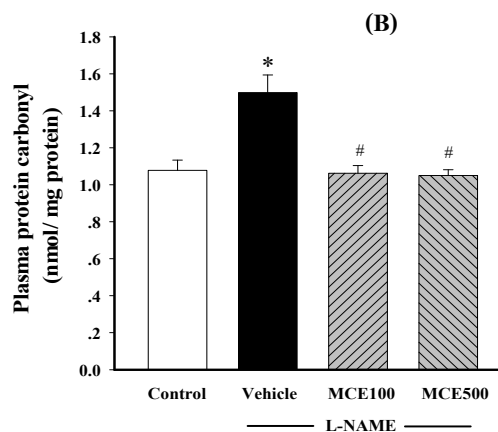 (B)
Plasma protein carbonyl
(nmol/ mg protein)
1.8
1.6
1.4
1.2
1.0
.8
.6
.4
.2
0.0
*
#
#
Control Vehicle MCE100 MCE500
L-NAME